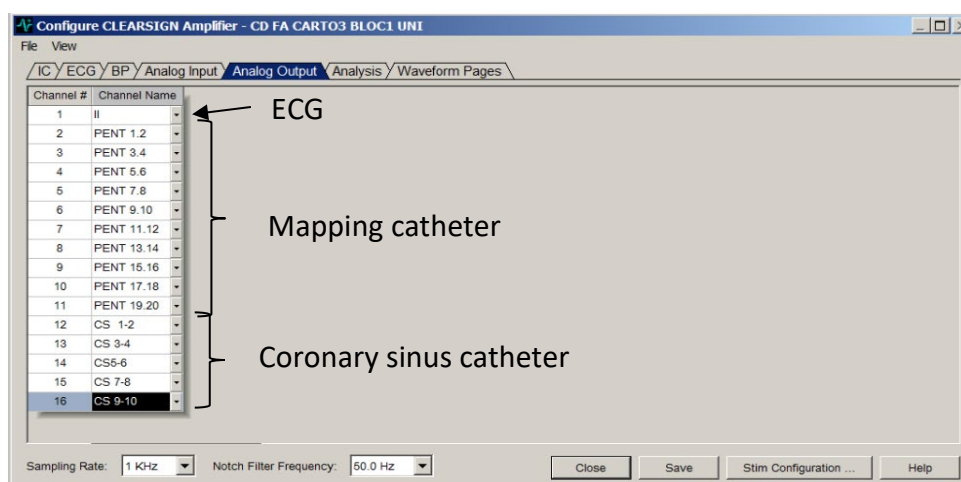 Configure CLEARSIGN Amplifier - CD FA CARTO3 BLOC1 UNI
File View
IC ECG BP Analog Input Analog Output Analysis Waveform Pages
Channel # Channel Name
1 II
ECG
2 PENT 1.2
3 PENT 3.4
4 PENT 5.6
5 PENT 7.8
6 PENT 9.10
7 PENT 11.12
Mapping catheter
8 PENT 13.14
9 PENT 15.16
10 PENT 17.18
11 PENT 19.20
12 CS 1-2
13 CS 3-4
14 CS5-6
Coronary sinus catheter
15 CS 7-8
16 CS 9-10
Sampling Rate: 1 KHz Notch Filter Frequency: 50.0 Hz Close Save Stim Configuration ... Help